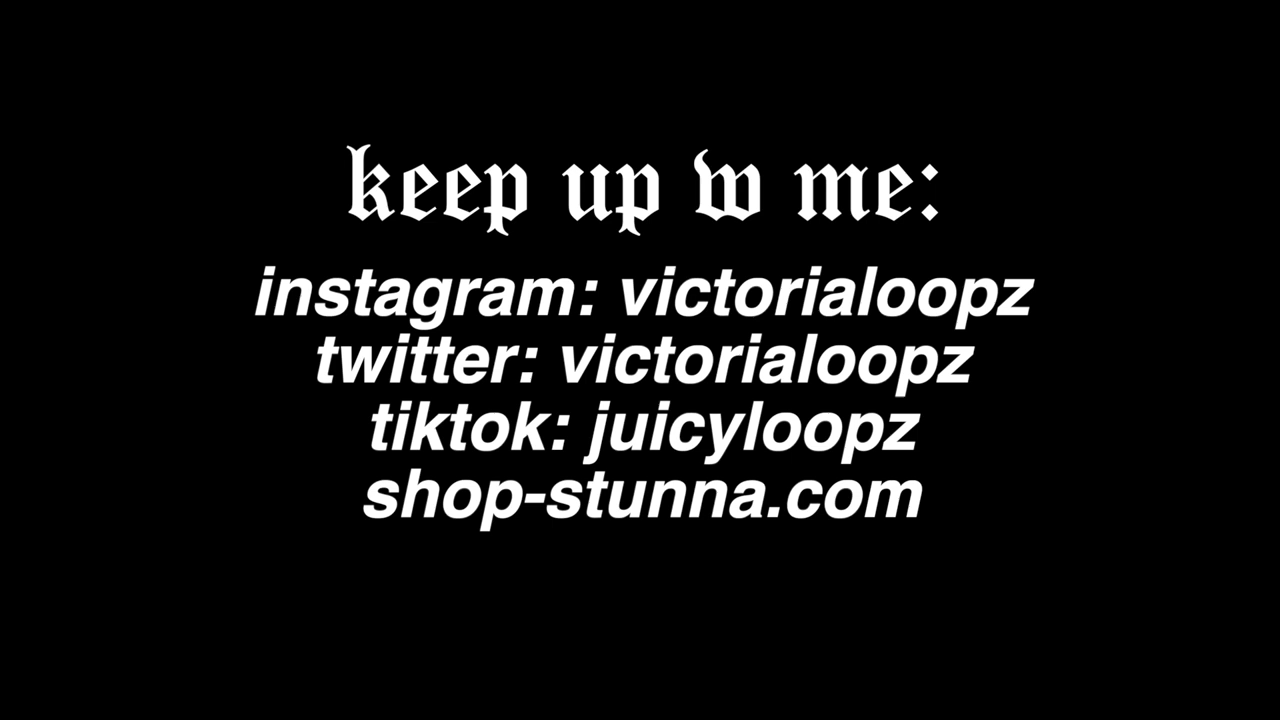 keep up w me:
instagram: victorialoopz
twitter: victorialoopz
tiktok: juicyloopz
shop-stunna.com